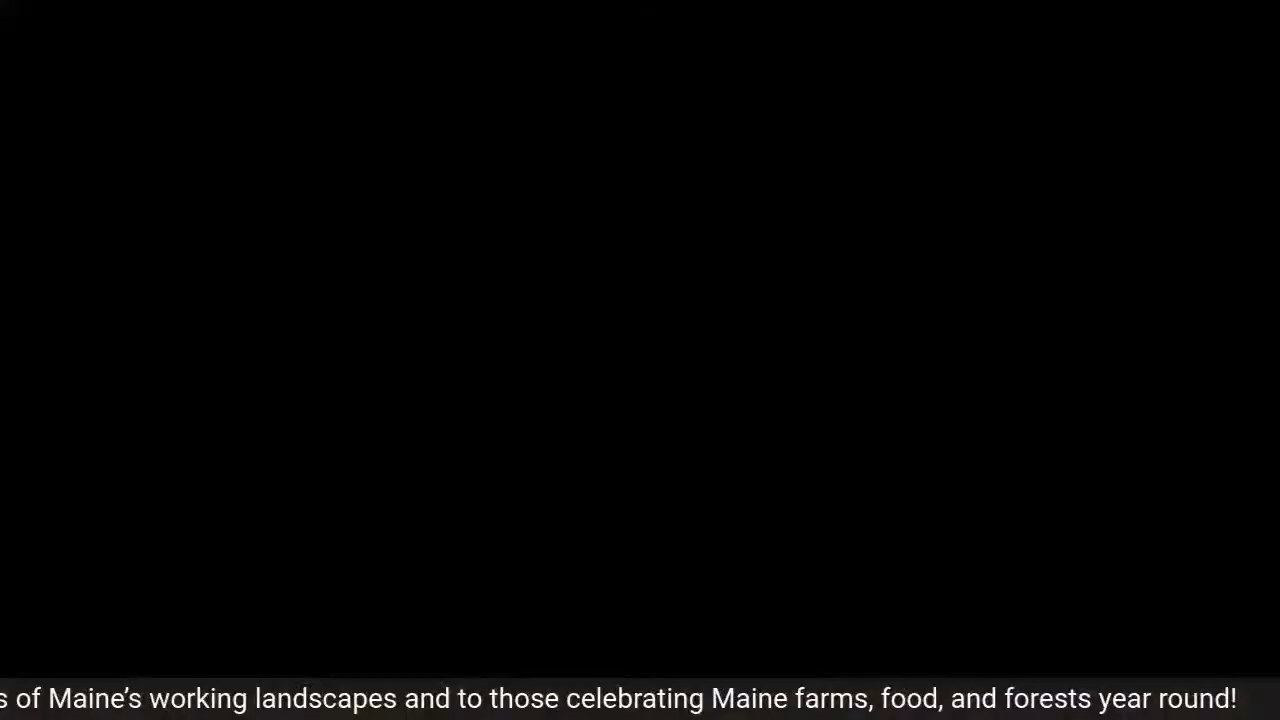 of Maine’s working landscapes and to those celebrating Maine farms, food, and forests year round!